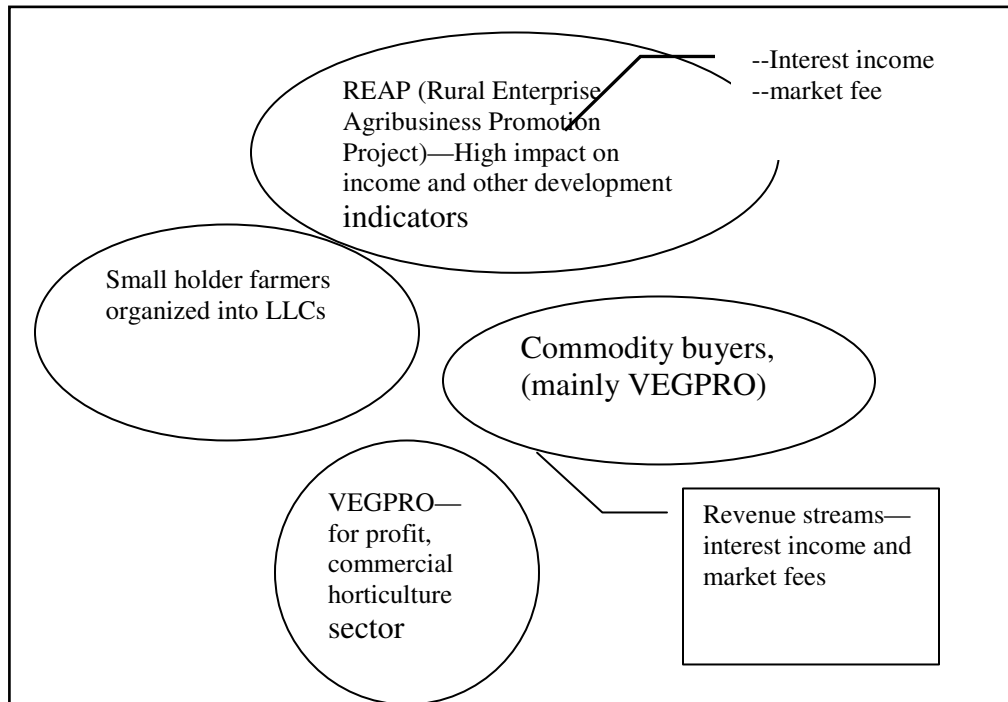 REAP (Rural Enterprise
Agribusiness Promotion
Project)—High impact on
income and other development
indicators
--Interest income
--market fee
Small holder farmers
organized into LLCs
Commodity buyers,
(mainly VEGPRO)
VEGPRO—
for profit,
commercial
horticulture
sector
Revenue streams—
interest income and
market fees